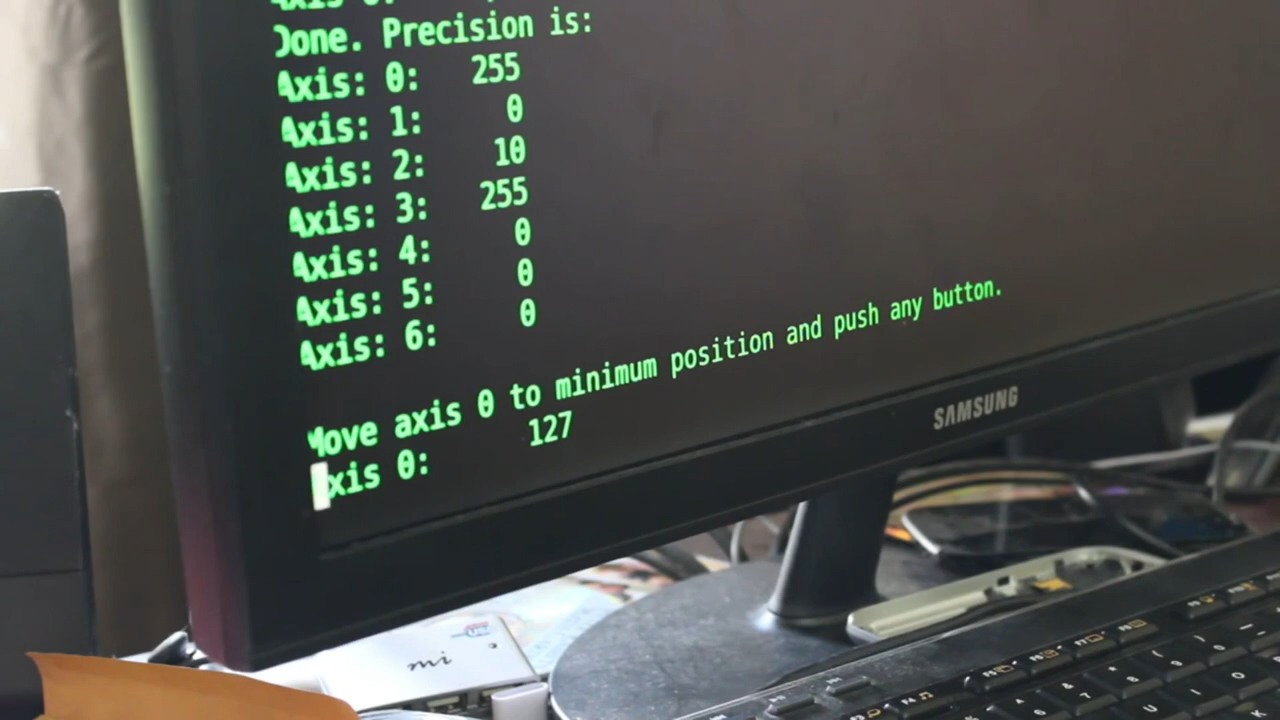 Done. Precision is:
Axis: 0: 255
Axis: 1: 0
Axis: 2: 10
Axis: 3: 255
Axis: 4: 0
Axis: 5: 0
Axis: 6: 0
Move axis 0 to minimum position and push any button.
Axis 0: 127
SAMSUNG
mi